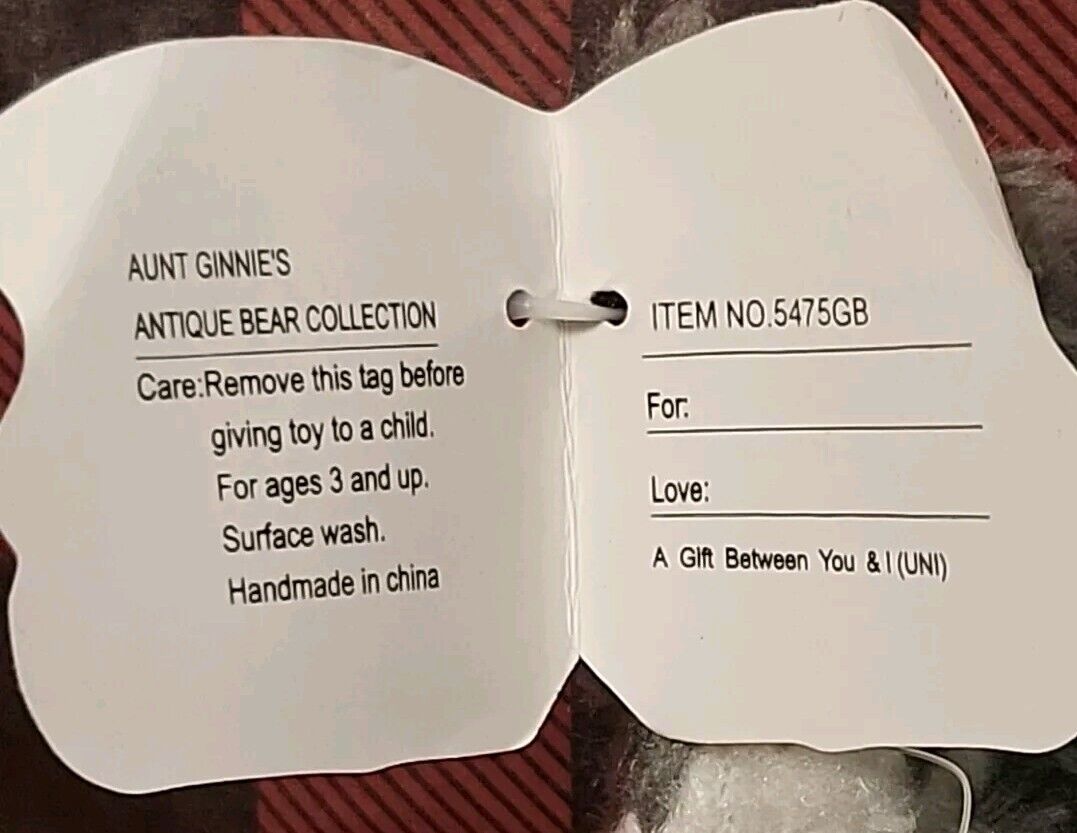 AUNT GINNIE'S
ANTIQUE BEAR COLLECTION
Care:Remove this tag before
giving toy to a child.
For ages 3 and up.
Surface wash.
Handmade in china
ITEM NO.5475GB
For:
Love:
A Gift Between You & I (UNI)